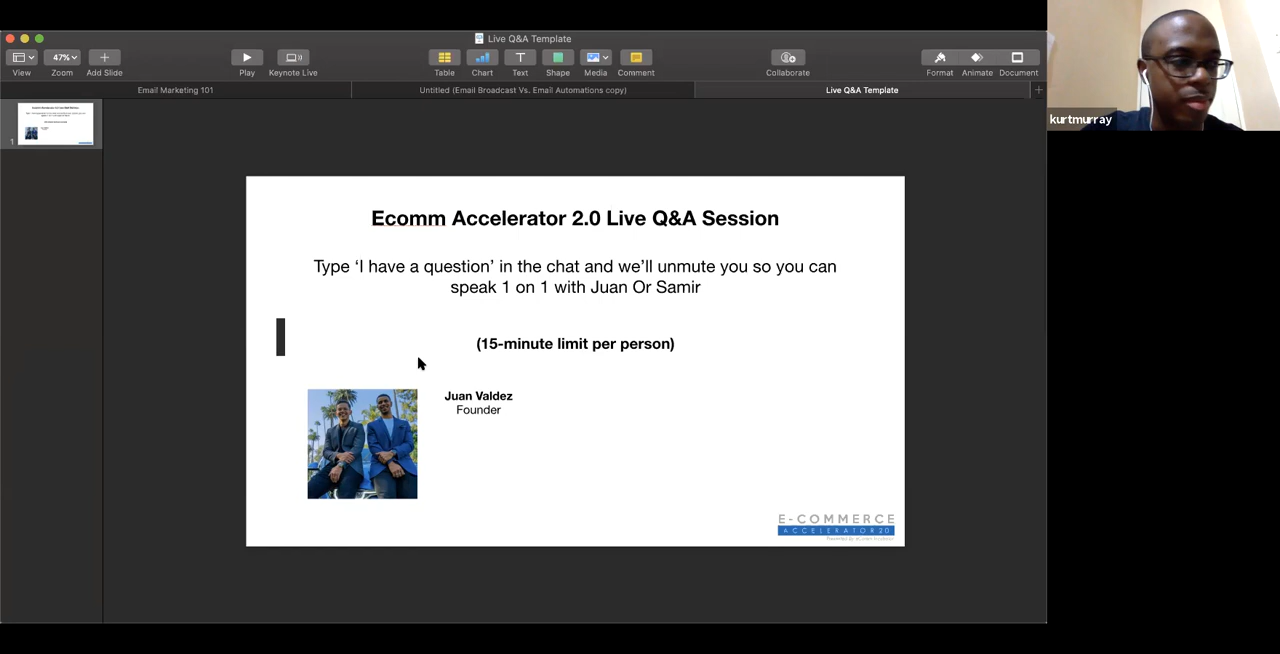 Live Q&A Template
47%
View
Zoom
Add Slide
Play
Keynote Live
Table
Chart
Text
Shape
Media
Comment
Collaborate
Format
Animate
Document
Email Marketing 101
Untitled (Email Broadcast Vs. Email Automations copy)
Live Q&A Template
kurtmurray
1
Ecomm Accelerator 2.0 Live Q&A Session
Type ‘I have a question’ in the chat and we’ll unmute you so you can
speak 1 on 1 with Juan Or Samir
(15-minute limit per person)
Juan Valdez
Founder
E-COMMERCE
ACCELERATOR 2.0